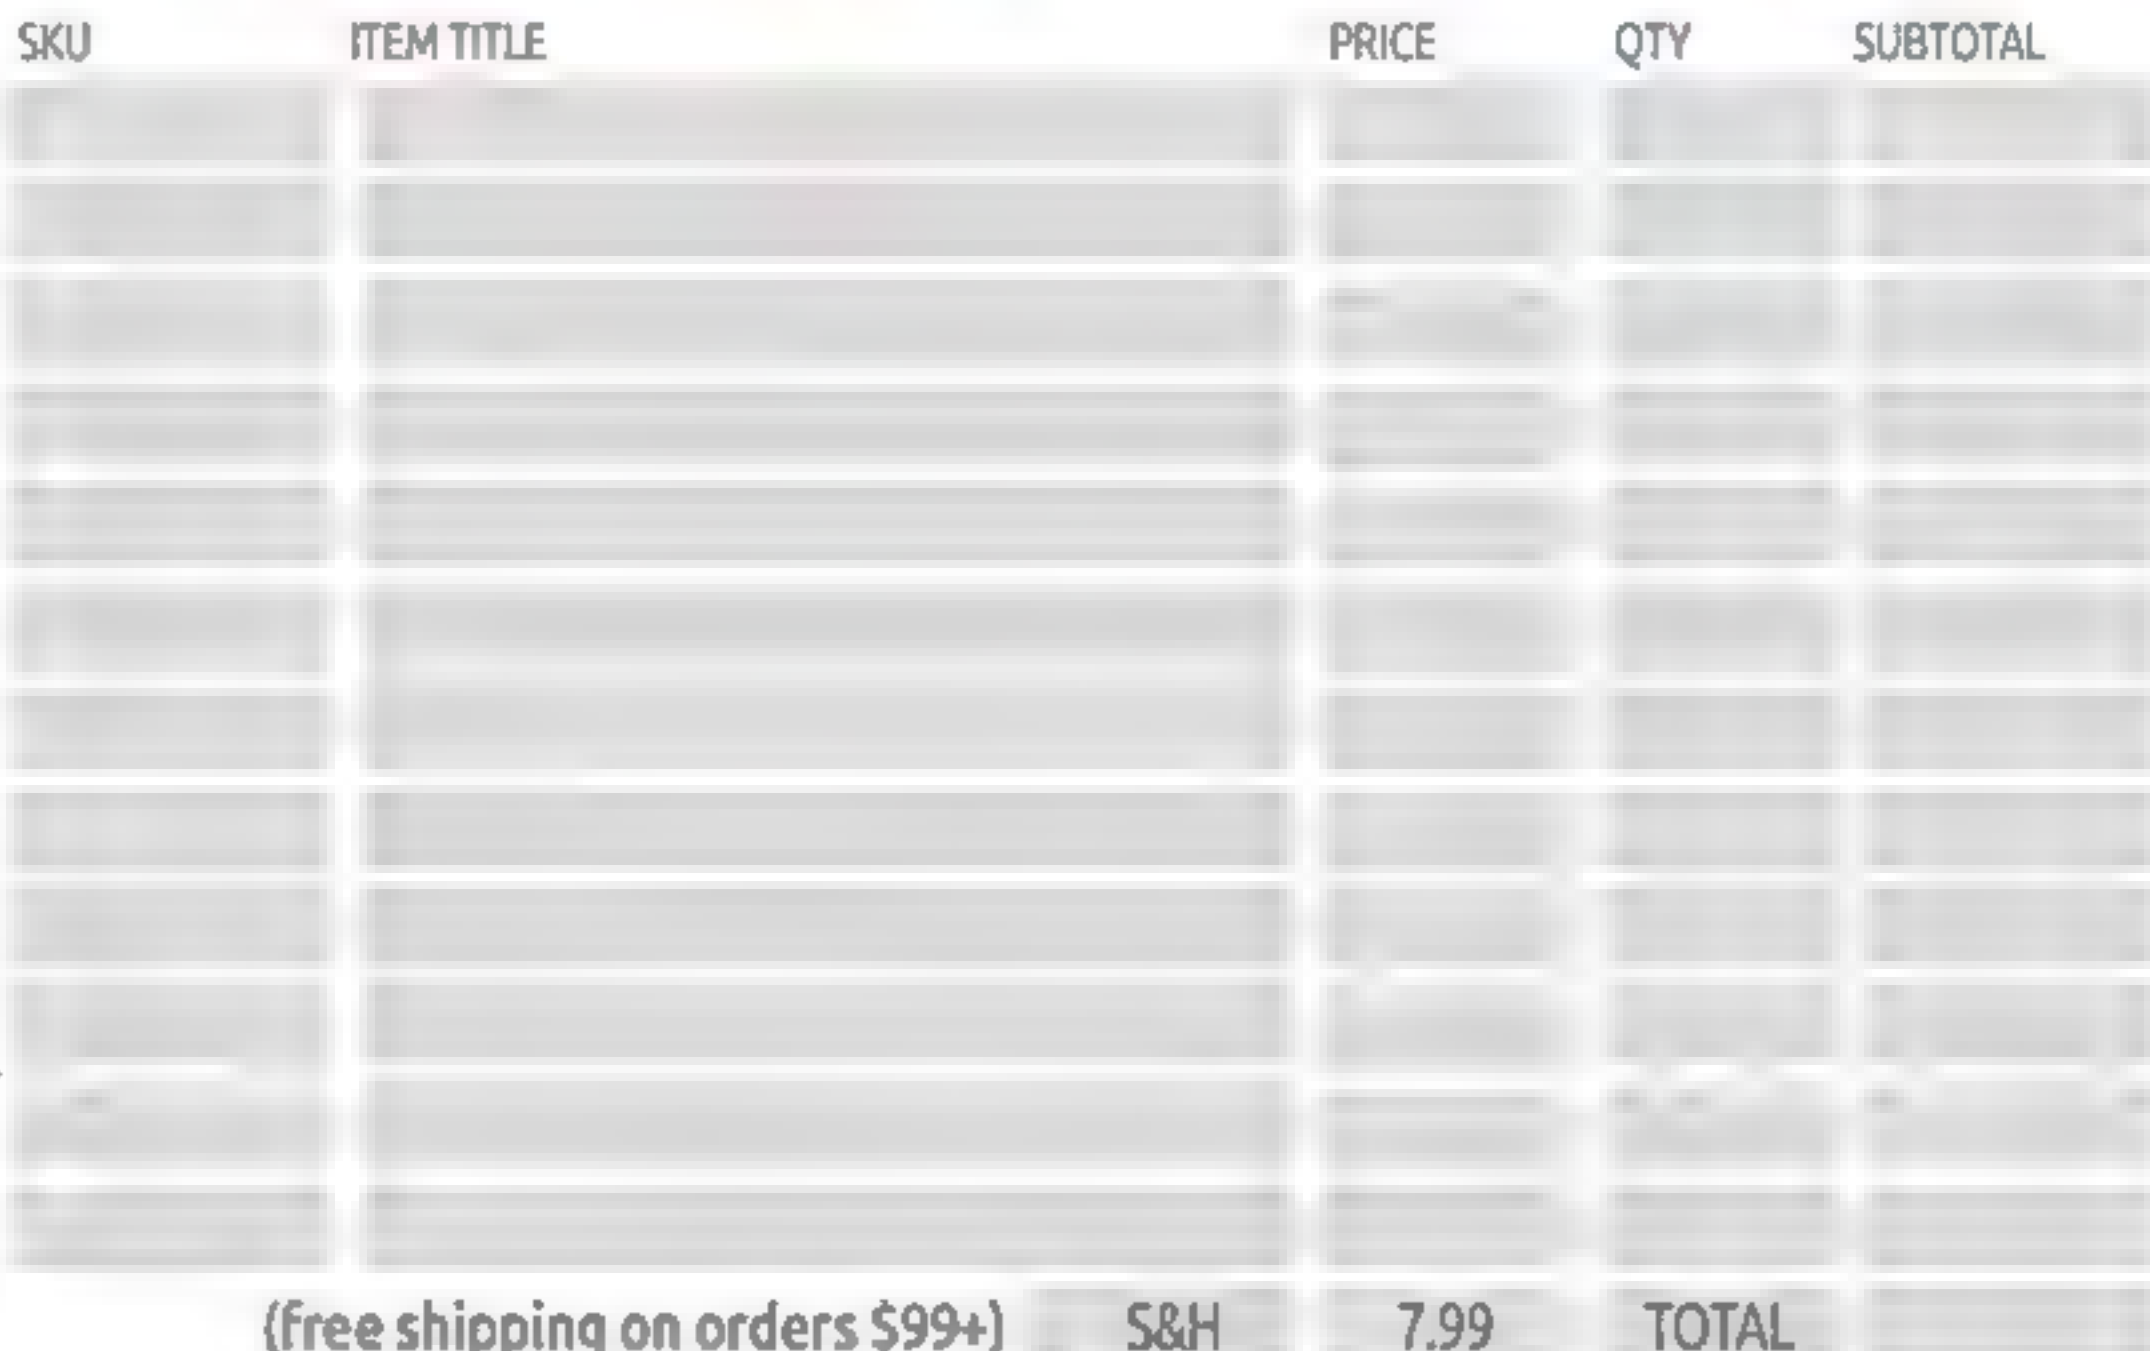 SKU ITEM TITLE PRICE QTY SUBTOTAL
(free shipping on orders $99+) S&H 7.99 TOTAL